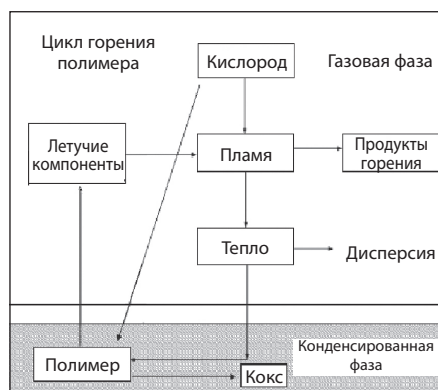 Цикл горения
полимера
Кислород
Газовая фаза
Летучие
компоненты
Пламя
Продукты
горения
Тепло
Дисперсия
Конденсированная
фаза
Полимер
Кокс